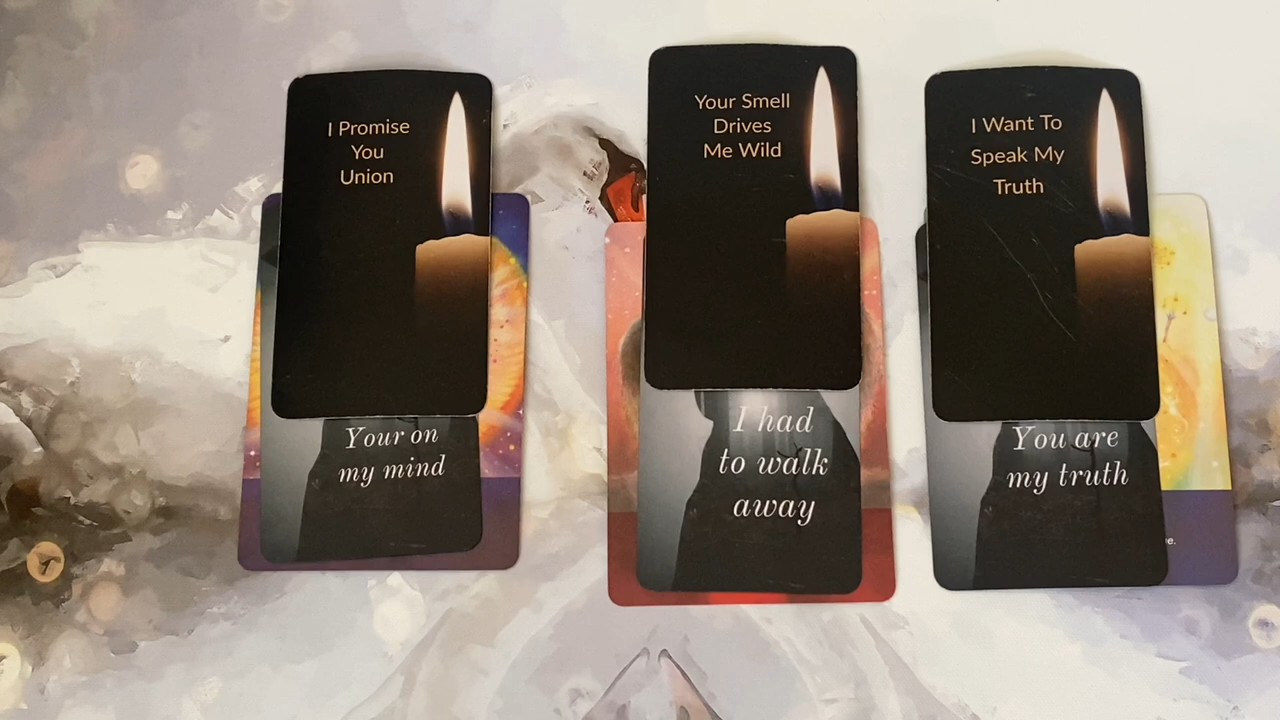 I Promise
You
Union
Your on
my mind
Your Smell
Drives
Me Wild
I had
to walk
away
I Want To
Speak My
Truth
You are
my truth